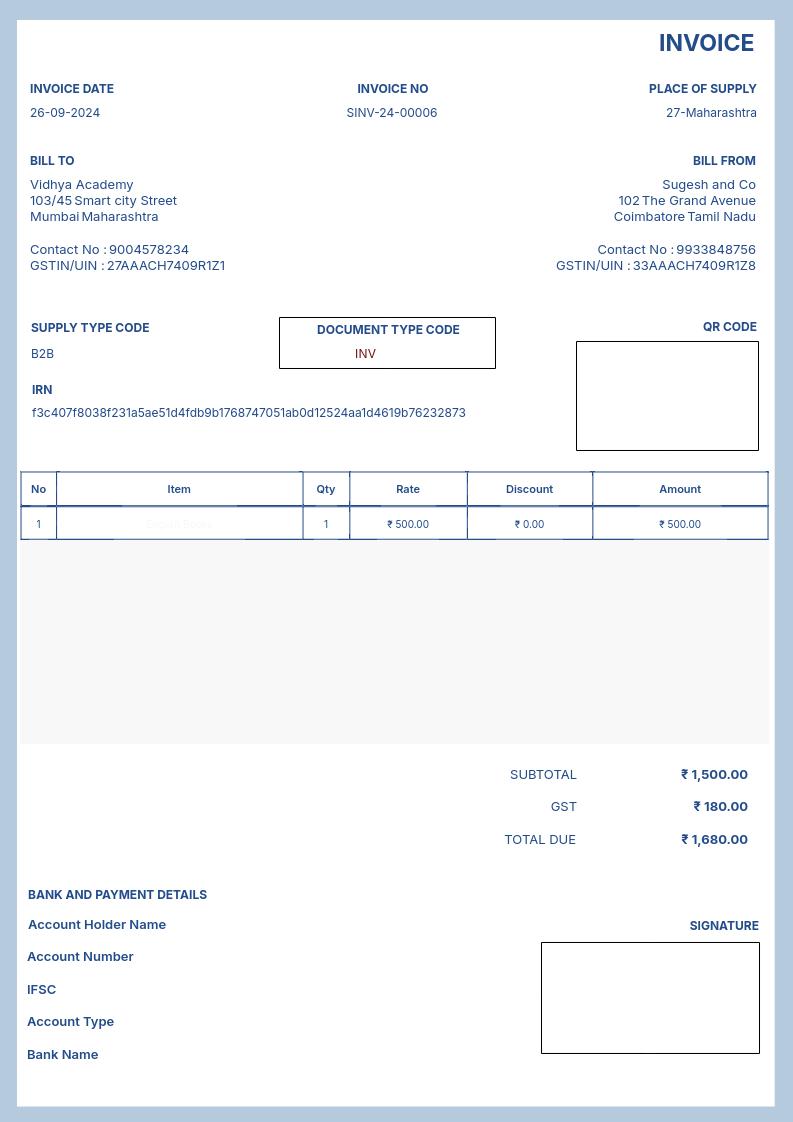 INVOICE
INVOICE DATE INVOICE NO PLACE OF SUPPLY
26-09-2024 SINV-24-00006 27-Maharashtra
BILL TO BILL FROM
Vidhya Academy Sugesh and Co
103/45 Smart city Street 102 The Grand Avenue
Mumbai Maharashtra Coimbatore Tamil Nadu
Contact No : 9004578234 Contact No : 9933848756
GSTIN/UIN : 27AAACH7409R1Z1 GSTIN/UIN : 33AAACH7409R1Z8
SUPPLY TYPE CODE DOCUMENT TYPE CODE QR CODE
B2B INV
IRN
f3c407f8038f231a5ae51d4fdb9b1768747051ab0d12524aa1d4619b76232873
No Item Qty Rate Discount Amount
1 1 ₹ 500.00 ₹ 0.00 ₹ 500.00
SUBTOTAL ₹ 1,500.00
GST ₹ 180.00
TOTAL DUE ₹ 1,680.00
BANK AND PAYMENT DETAILS
Account Holder Name SIGNATURE
Account Number
IFSC
Account Type
Bank Name